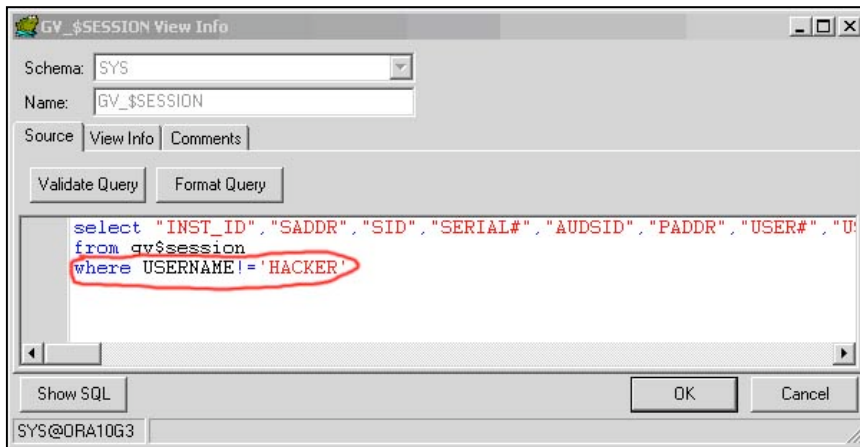 GV_$SESSION View Info
Schema: SYS
Name: GV_$SESSION
Source View Info Comments
Validate Query Format Query
select "INST_ID","SADDR","SID","SERIAL#","AUDSID","PADDR","USER#","U
from gv$session
where USERNAME!='HACKER'
Show SQL OK Cancel
SYS@ORA10G3